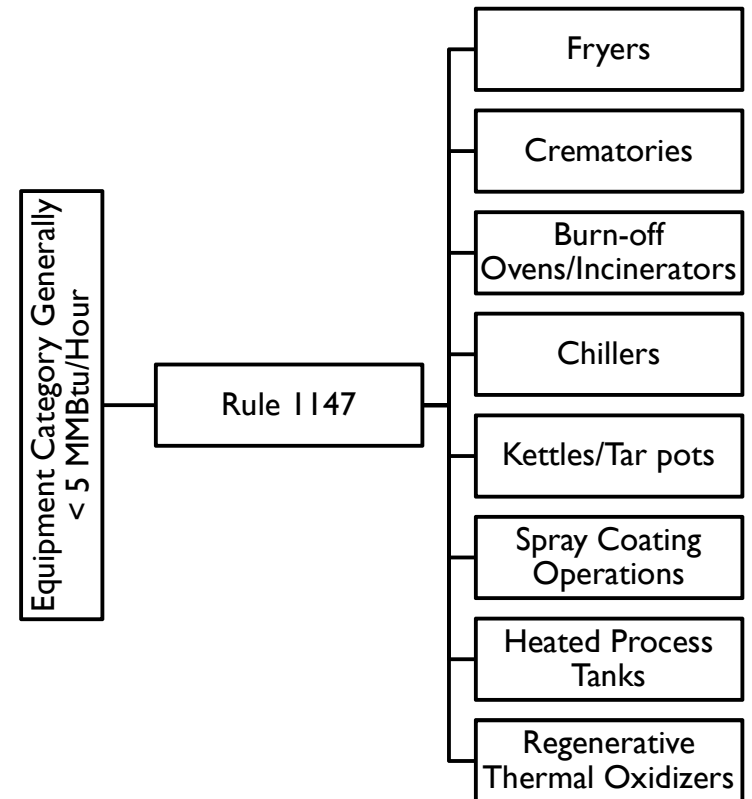 Equipment Category Generally
< 5 MMBtu/Hour
Rule 1147
Fryers
Crematories
Burn-off
Ovens/Incinerators
Chillers
Kettles/Tar pots
Spray Coating
Operations
Heated Process
Tanks
Regenerative
Thermal Oxidizers